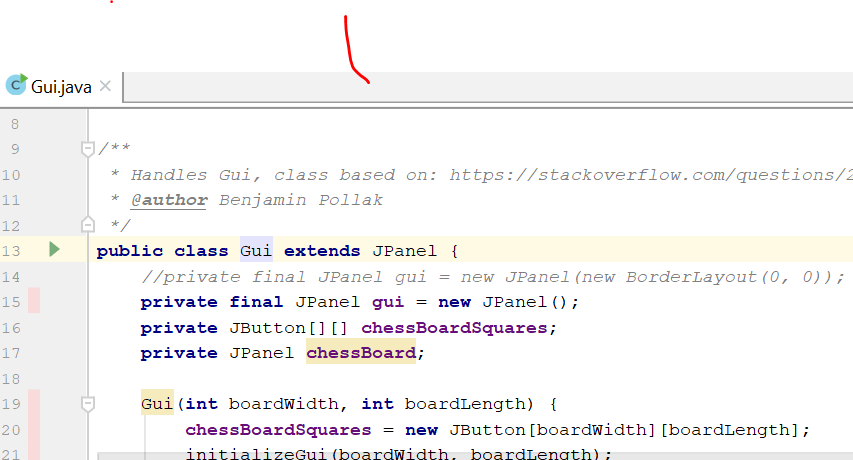 C Gui.java ×
8
9 /**
10 * Handles Gui, class based on: https://stackoverflow.com/questions/2
11 * @author Benjamin Pollak
12 */
13 public class Gui extends JPanel {
14 //private final JPanel gui = new JPanel(new BorderLayout(0, 0));
15 private final JPanel gui = new JPanel();
16 private JButton[][] chessBoardSquares;
17 private JPanel chessBoard;
18
19 Gui(int boardWidth, int boardLength) {
20 chessBoardSquares = new JButton[boardWidth][boardLength];
21 initializeGui(boardWidth, boardLength);